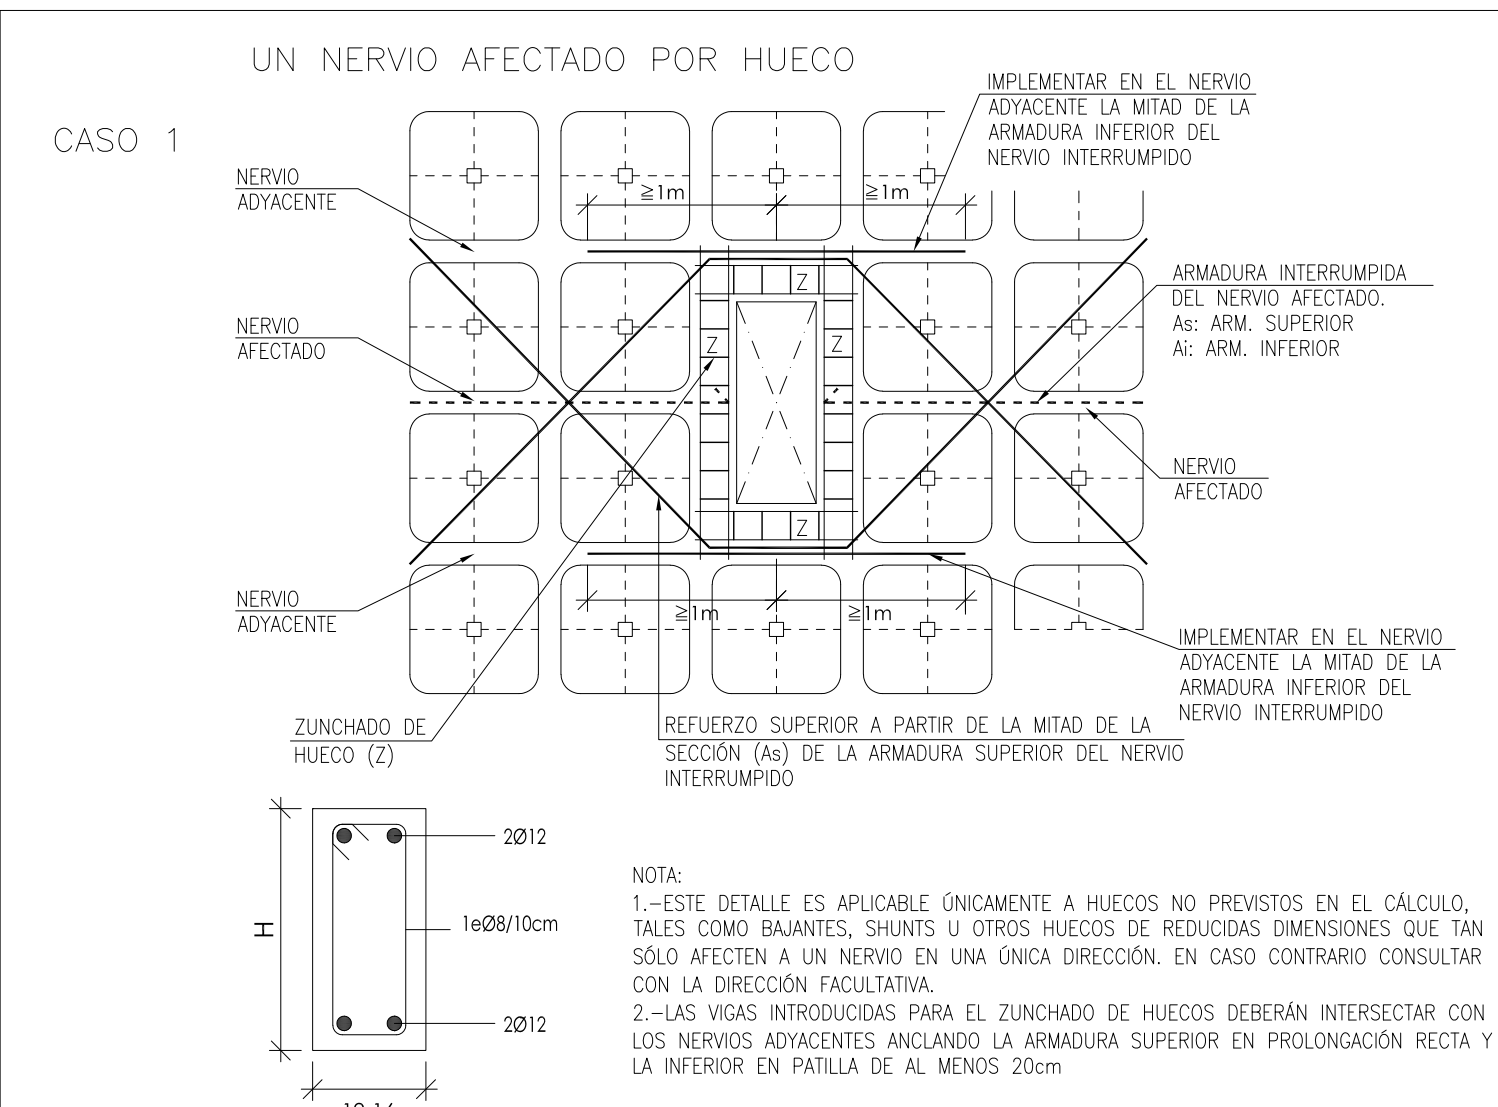 UN NERVIO AFECTADO POR HUECO
CASO 1
IMPLEMENTAR EN EL NERVIO
ADYACENTE LA MITAD DE LA
ARMADURA INFERIOR DEL
NERVIO INTERRUMPIDO
NERVIO
ADYACENTE
≧1m
≧1m
ARMADURA INTERRUMPIDA
DEL NERVIO AFECTADO.
As: ARM. SUPERIOR
Ai: ARM. INFERIOR
Z
NERVIO
AFECTADO
Z
Z
NERVIO
AFECTADO
Z
NERVIO
ADYACENTE
≧1m
≧1m
IMPLEMENTAR EN EL NERVIO
ADYACENTE LA MITAD DE LA
ARMADURA INFERIOR DEL
NERVIO INTERRUMPIDO
ZUNCHADO DE
HUECO (Z)
REFUERZO SUPERIOR A PARTIR DE LA MITAD DE LA
SECCIÓN (As) DE LA ARMADURA SUPERIOR DEL NERVIO
INTERRUMPIDO
2Ø12
1eØ8/10cm
H
2Ø12
NOTA:
1.-ESTE DETALLE ES APLICABLE ÚNICAMENTE A HUECOS NO PREVISTOS EN EL CÁLCULO,
TALES COMO BAJANTES, SHUNTS U OTROS HUECOS DE REDUCIDAS DIMENSIONES QUE TAN
SÓLO AFECTEN A UN NERVIO EN UNA ÚNICA DIRECCIÓN. EN CASO CONTRARIO CONSULTAR
CON LA DIRECCIÓN FACULTATIVA.
2.-LAS VIGAS INTRODUCIDAS PARA EL ZUNCHADO DE HUECOS DEBERÁN INTERSECTAR CON
LOS NERVIOS ADYACENTES ANCLANDO LA ARMADURA SUPERIOR EN PROLONGACIÓN RECTA Y
LA INFERIOR EN PATILLA DE AL MENOS 20cm